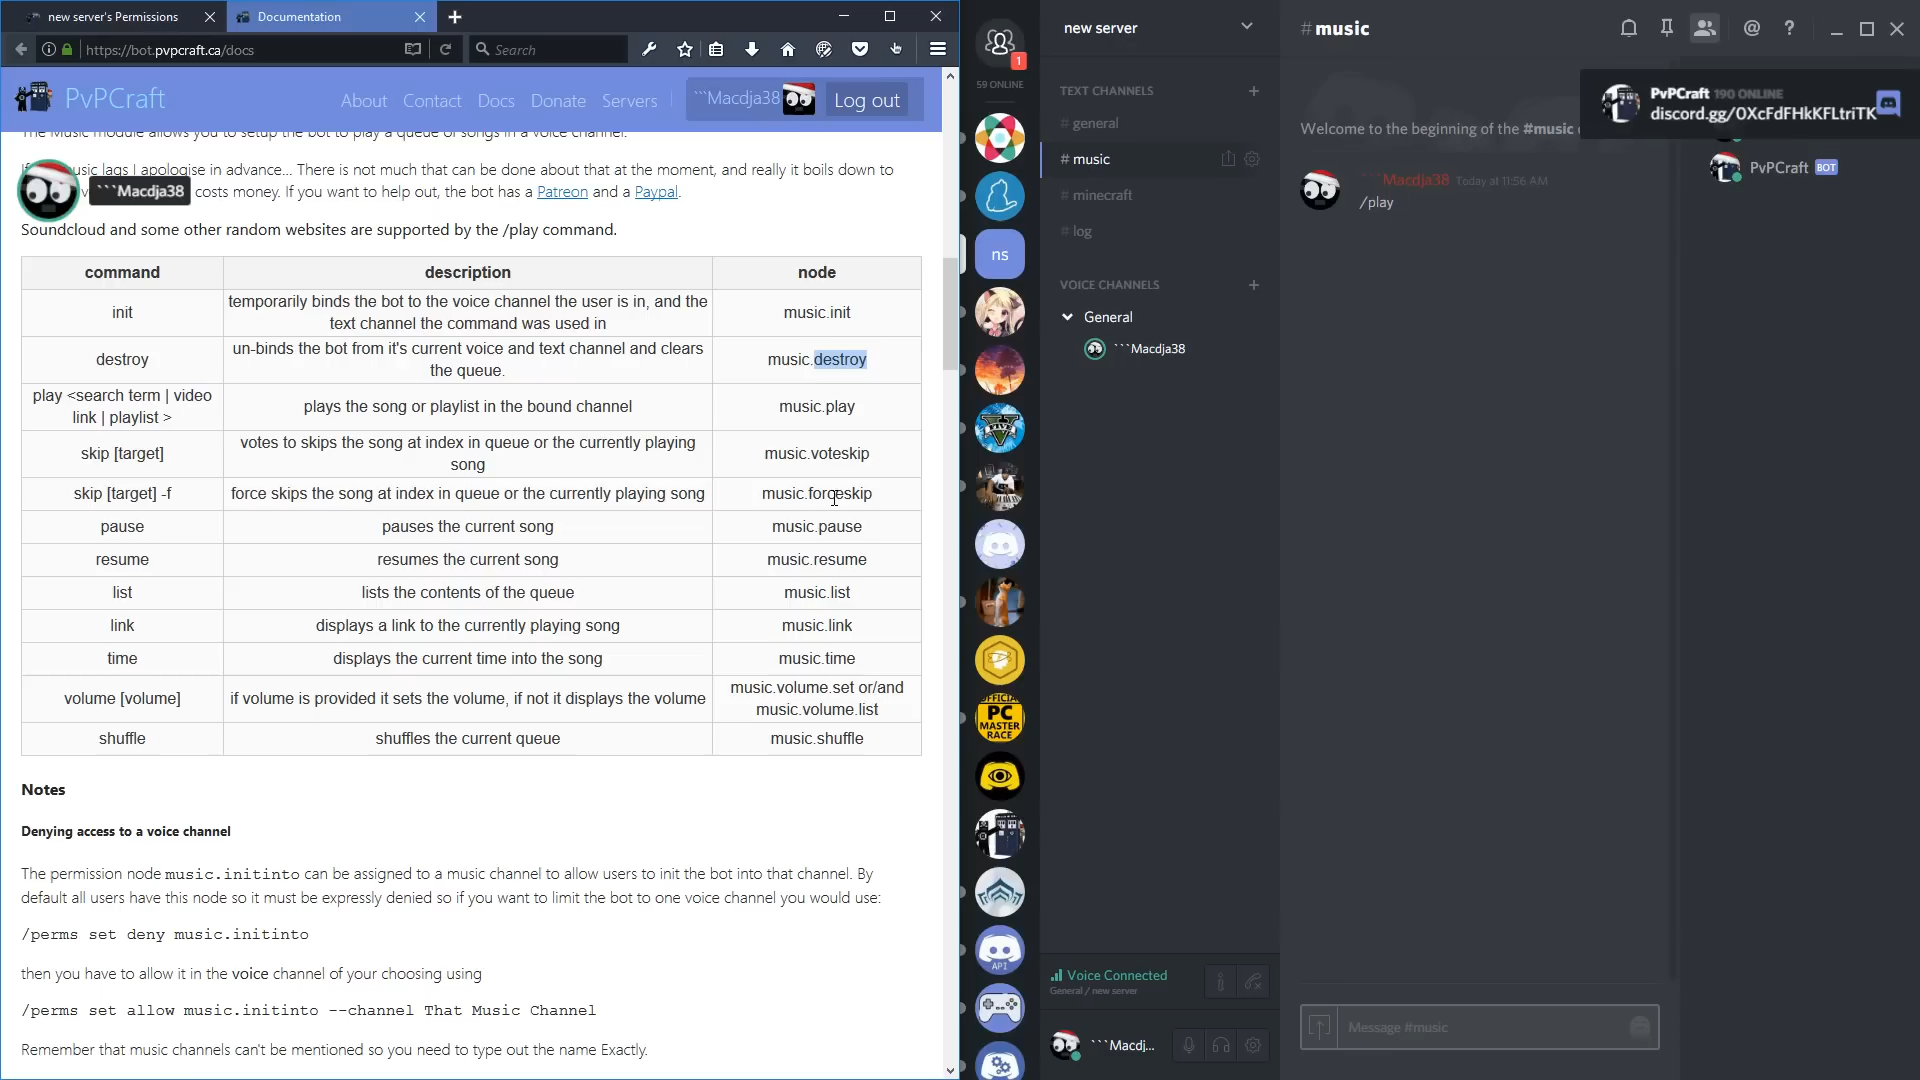 new server's Permissions
Documentation
https://bot.pvpcraft.ca/docs
Search
PvPCraft
About
Contact
Docs
Donate
Servers
```Macdja38
Log out
The Music module allows you to setup the bot to play a queue of songs in a voice channel.
music lags I apologise in advance... There is not much that can be done about that at the moment, and really it boils down to
```Macdja38
costs money. If you want to help out, the bot has a Patreon and a Paypal.
Soundcloud and some other random websites are supported by the /play command.
command description node
init temporarily binds the bot to the voice channel the user is in, and the
text channel the command was used in music.init
destroy un-binds the bot from it's current voice and text channel and clears
the queue. music.destroy
play <search term | video
link | playlist > plays the song or playlist in the bound channel music.play
skip [target] votes to skips the song at index in queue or the currently playing
song music.voteskip
skip [target] -f force skips the song at index in queue or the currently playing song music.forceskip
pause pauses the current song music.pause
resume resumes the current song music.resume
list lists the contents of the queue music.list
link displays a link to the currently playing song music.link
time displays the current time into the song music.time
volume [volume] if volume is provided it sets the volume, if not it displays the volume music.volume.set or/and
music.volume.list
shuffle shuffles the current queue music.shuffle
Notes
Denying access to a voice channel
The permission node music.initinto can be assigned to a music channel to allow users to init the bot into that channel. By
default all users have this node so it must be expressly denied so if you want to limit the bot to one voice channel you would use:
/perms set deny music.initinto
then you have to allow it in the voice channel of your choosing using
/perms set allow music.initinto --channel That Music Channel
Remember that music channels can't be mentioned so you need to type out the name Exactly.
1
59 ONLINE
ns
V
LIVE
OFFICIAL
PC
MASTER
RACE
API
new server
TEXT CHANNELS
# general
# music
# minecraft
# log
VOICE CHANNELS
General
```Macdja38
Voice Connected
General / new server
```Macdj...
#music
Welcome to the beginning of the #music
```Macdja38 Today at 11:56 AM
/play
Message #music
PvPCraft 190 ONLINE
discord.gg/0XcFdFHkKFLtriTK
PvPCraft BOT